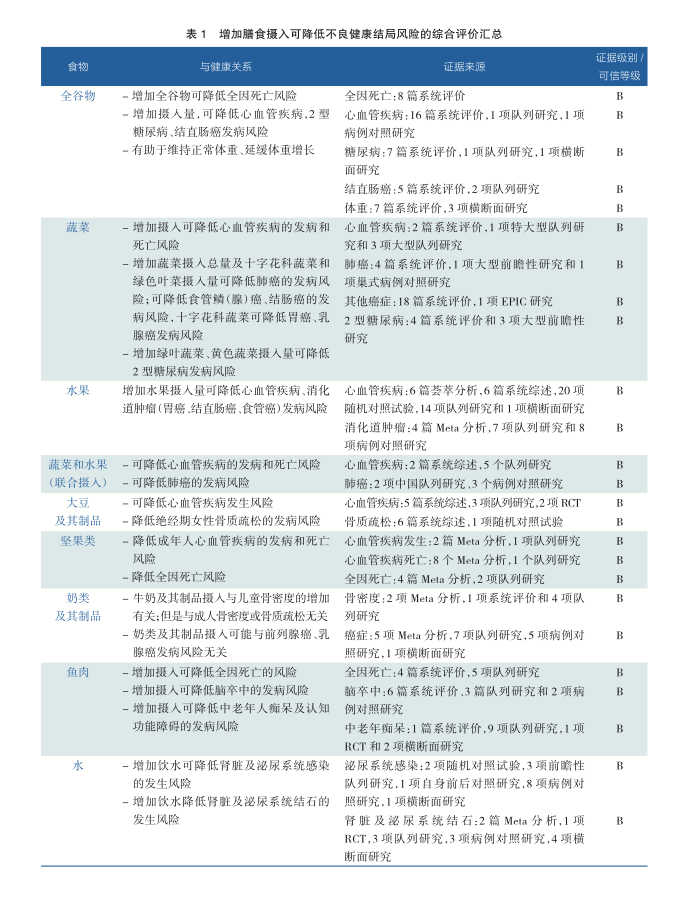 表 1 增加膳食摄入可降低不良健康结局风险的综合评价汇总
食物 与健康关系 证据来源 证据级别 /
可信等级
全谷物 – 增加全谷物可降低全因死亡风险 全因死亡:8 篇系统评价 B
– 增加摄入量,可降低心血管疾病,2 型 心血管疾病:16 篇系统评价,1 项队列研究,1 项 B
糖尿病、结直肠癌发病风险 病例对照研究
– 有助于维持正常体重、延缓体重增长 糖尿病:7 篇系统评价,1 项队列研究,1 项横断 B
面研究
结直肠癌:5 篇系统评价,2 项队列研究 B
体重:7 篇系统评价,3 项横断面研究 B
蔬菜 – 增加摄入可降低心血管疾病的发病和 心血管疾病:2 篇系统评价,1 项特大型队列研 B
死亡风险 究和 3 项大型队列研究
– 增加蔬菜摄入总量及十字花科蔬菜和 肺癌:4 篇系统评价,1 项大型前瞻性研究和 1 B
绿色叶菜摄入量可降低肺癌的发病风 项巢式病例对照研究
险;可降低食管鳞(腺)癌、结肠癌的发 其他癌症:18 篇系统评价,1 项 EPIC 研究 B
病风险,十字花科蔬菜可降低胃癌、乳 2 型糖尿病:4 篇系统评价和 3 项大型前瞻性 B
腺癌发病风险 研究
– 增加绿叶蔬菜、黄色蔬菜摄入量可降低
2 型糖尿病发病风险
水果 增加水果摄入量可降低心血管疾病、消化 心血管疾病:6 篇荟萃分析,6 篇系统综述,20 项 B
道肿瘤(胃癌、结直肠癌、食管癌)发病风险 随机对照试验,14 项队列研究和 1 项横断面研究
消化道肿瘤:4 篇 Meta 分析,7 项队列研究和 8 B
项病例对照研究
蔬菜和水果 – 可降低心血管疾病的发病和死亡风险 心血管疾病:2 篇系统综述,5 个队列研究 B
(联合摄入) – 可降低肺癌的发病风险 肺癌:2 项中国队列研究,3 个病例对照研究 B
大豆 – 可降低心血管疾病发生风险 心血管疾病:5 篇系统综述,3 项队列研究,2 项 RCT B
及其制品 – 降低绝经期女性骨质疏松的发病风险 骨质疏松:6 篇系统综述,1 项随机对照试验 B
坚果类 – 降低成年人心血管疾病的发病和死亡 心血管疾病发生:2 篇 Meta 分析,1 项队列研究 B
风险 心血管疾病死亡:8 个 Meta 分析,1 个队列研究 B
– 降低全因死亡风险 全因死亡:4 篇 Meta 分析,2 项队列研究 B
奶类 – 牛奶及其制品摄入与儿童骨密度的增加 骨密度:2 项 Meta 分析,1 项系统评价和 4 项队 B
及其制品 有关;但是与成人骨密度或骨质疏松无关 列研究
– 奶类及其制品摄入可能与前列腺癌、乳 癌症:5 项 Meta 分析,7 项队列研究,5 项病例对 B
腺癌发病风险无关 照研究,1 项横断面研究
鱼肉 – 增加摄入可降低全因死亡的风险 全因死亡:4 篇系统评价,5 项队列研究 B
– 增加摄入可降低脑卒中的发病风险 脑卒中:6 篇系统评价、3 篇队列研究和 2 项病 B
– 增加摄入可降低中老年人痴呆及认知 例对照研究
功能障碍的发病风险 中老年痴呆:1 篇系统评价,9 项队列研究,1 项 B
RCT 和 2 项横断面研究
水 – 增加饮水可降低肾脏及泌尿系统感染 泌尿系统感染:2 项随机对照试验,3 项前瞻性 B
的发生风险 队列研究,1 项自身前后对照研究,8 项病例对
– 增加饮水降低肾脏及泌尿系统结石的 照研究,1 项横断面研究
发生风险 肾脏及泌尿系统结石:2 篇 Meta 分析,1 项 B
RCT,3 项队列研究,3 项病例对照研究,4 项横
断面研究